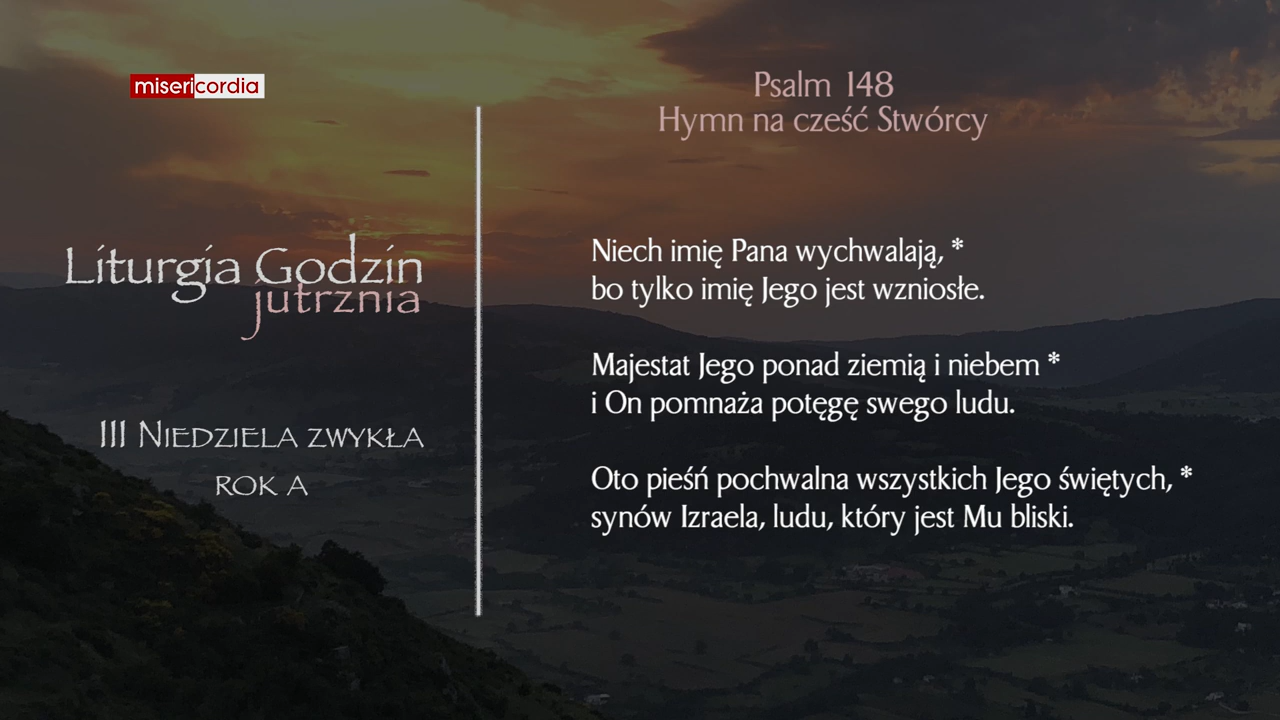 misericordia
Liturgia Godzin
jutrznia
III Niedziela zwykła
rok A
Psalm 148
Hymn na cześć Stwórcy
Niech imię Pana wychwalają, *
bo tylko imię Jego jest wzniosłe.
Majestat Jego ponad ziemią i niebem *
i On pomnaża potęgę swego ludu.
Oto pieśń pochwalna wszystkich Jego świętych, *
synów Izraela, ludu, który jest Mu bliski.